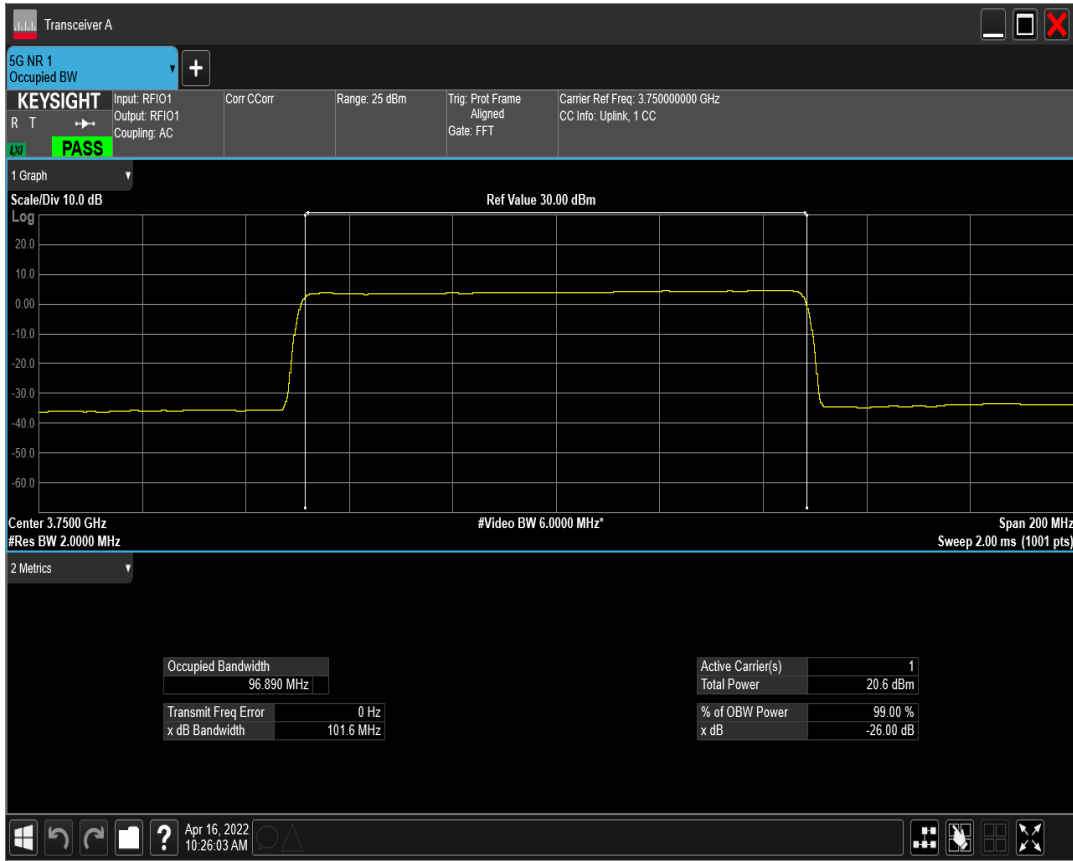 Transceiver A
5G NR 1
Occupied BW
+
KEYSIGHT
R T
LXI
PASS
Input: RFIO1
Output: RFIO1
Coupling: AC
Corr CCorr
Range: 25 dBm
Trig: Prot Frame
Aligned
Gate: FFT
Carrier Ref Freq: 3.750000000 GHz
CC Info: Uplink, 1 CC
1 Graph
Scale/Div 10.0 dB
Ref Value 30.00 dBm
Log
20.0
10.0
0.00
-10.0
-20.0
-30.0
-40.0
-50.0
-60.0
Center 3.7500 GHz
#Video BW 6.0000 MHz*
Span 200 MHz
#Res BW 2.0000 MHz
Sweep 2.00 ms (1001 pts)
2 Metrics
Occupied Bandwidth
96.890 MHz
Transmit Freq Error 0 Hz
x dB Bandwidth 101.6 MHz
Active Carrier(s) 1
Total Power 20.6 dBm
% of OBW Power 99.00 %
x dB -26.00 dB
?
Apr 16, 2022
10:26:03 AM